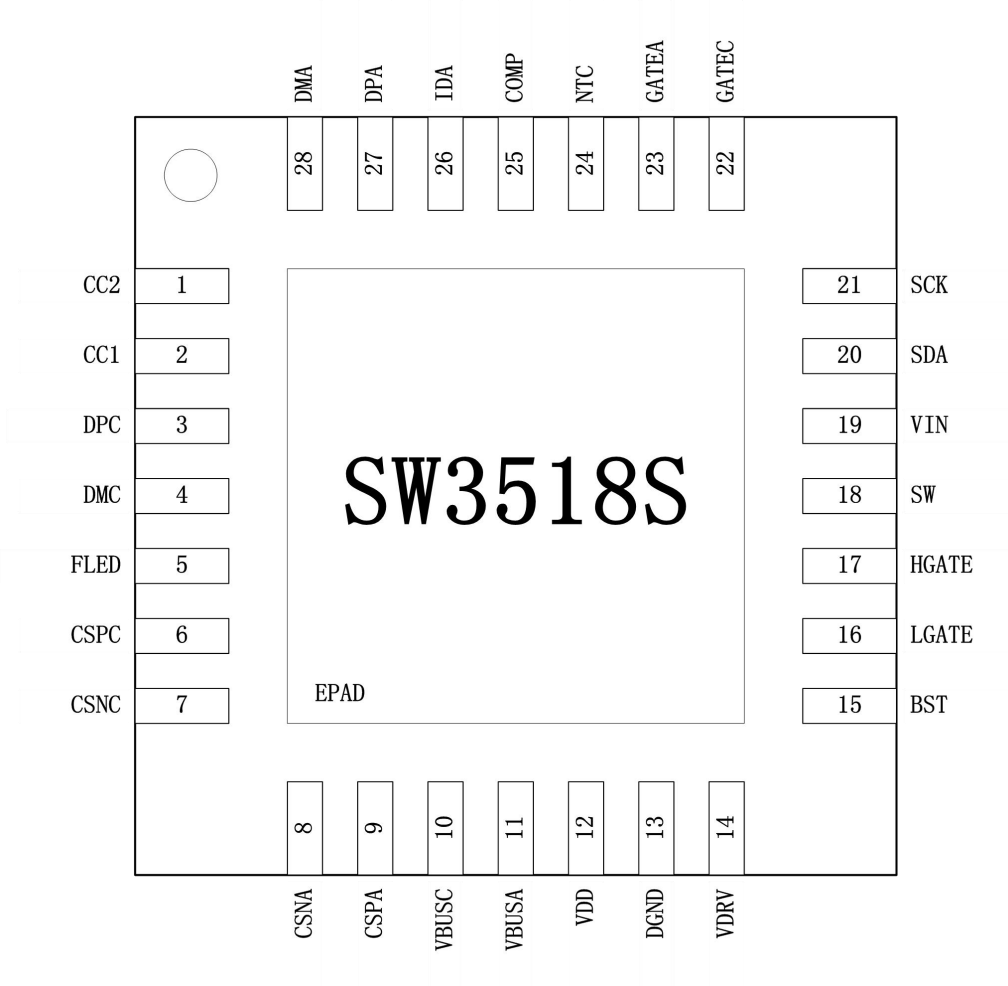 DMA DPA IDA COMP NTC GATEA GATEC
28 27 26 25 24 23 22
CC2 1 21 SCK
CC1 2 20 SDA
DPC 3 19 VIN
DMC 4 18 SW
SW3518S
FLED 5 17 HGATE
CSPC 6 16 LGATE
EPAD
CSNC 7 15 BST
8 9 10 11 12 13 14
CSNA CSPA VBUSC VBUSA VDD DGND VDRV